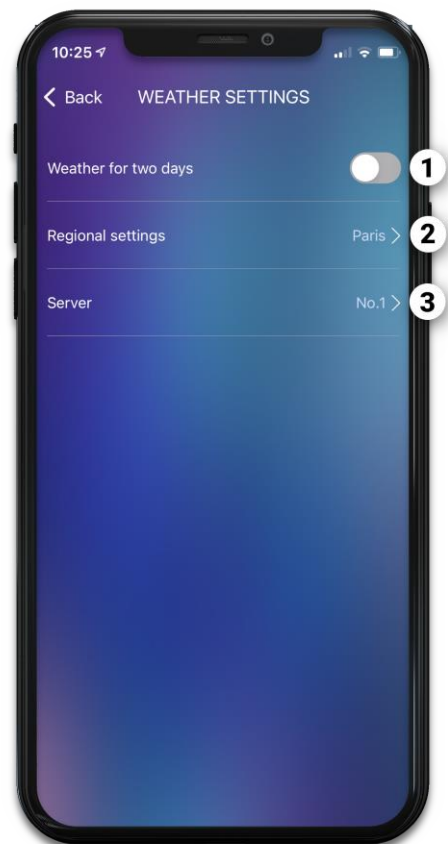 10:25
Back WEATHER SETTINGS
Weather for two days 1
Regional settings Paris 2
Server No.1 3